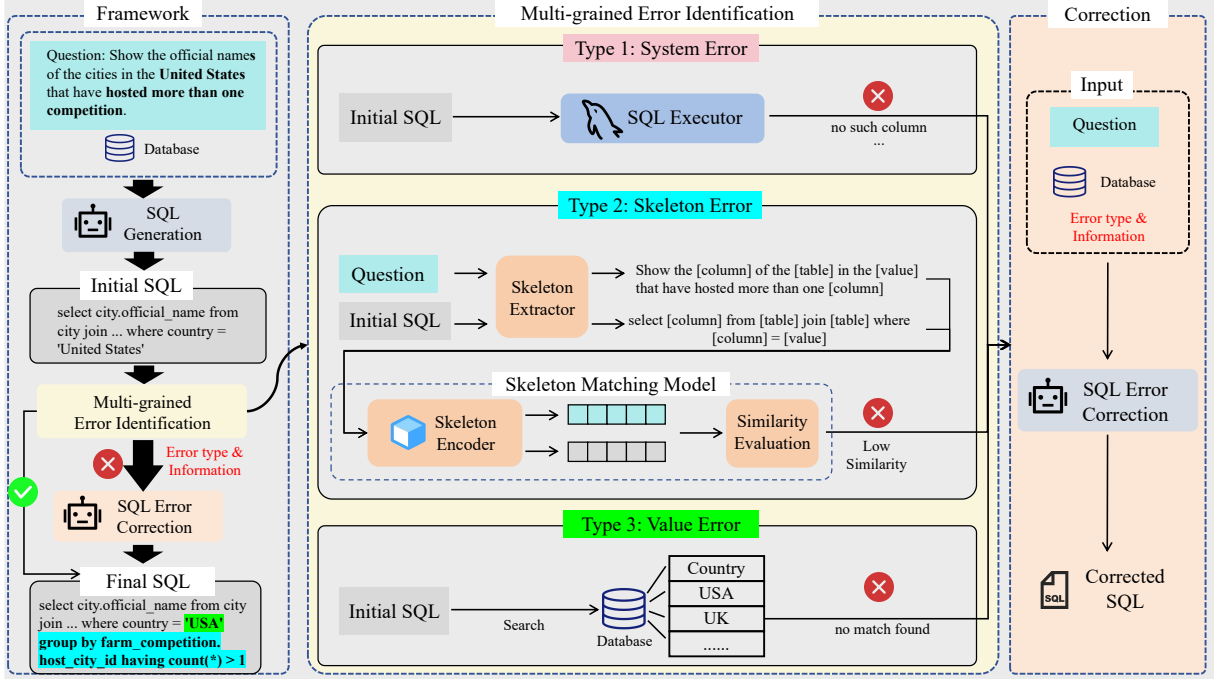 Framework
Question: Show the official names
of the cities in the United States
that have hosted more than one
competition.
Database
SQL
Generation
Initial SQL
select city.official_name from
city join ... where country =
'United States'
Multi-grained
Error Identification
Error type &
Information
SQL Error
Correction
Final SQL
select city.official_name from city
join ... where country = 'USA'
group by farm_competition.
host_city_id having count(*) > 1
Multi-grained Error Identification
Type 1: System Error
Initial SQL
SQL Executor
no such column
...
Type 2: Skeleton Error
Question
Initial SQL
Skeleton
Extractor
Show the [column] of the [table] in the [value]
that have hosted more than one [column]
select [column] from [table] join [table] where
[column] = [value]
Skeleton Matching Model
Skeleton
Encoder
Similarity
Evaluation
Low
Similarity
Type 3: Value Error
Initial SQL
Search
Database
Country
USA
UK
......
no match found
Correction
Input
Question
Database
Error type &
Information
SQL Error
Correction
SQL
Corrected
SQL